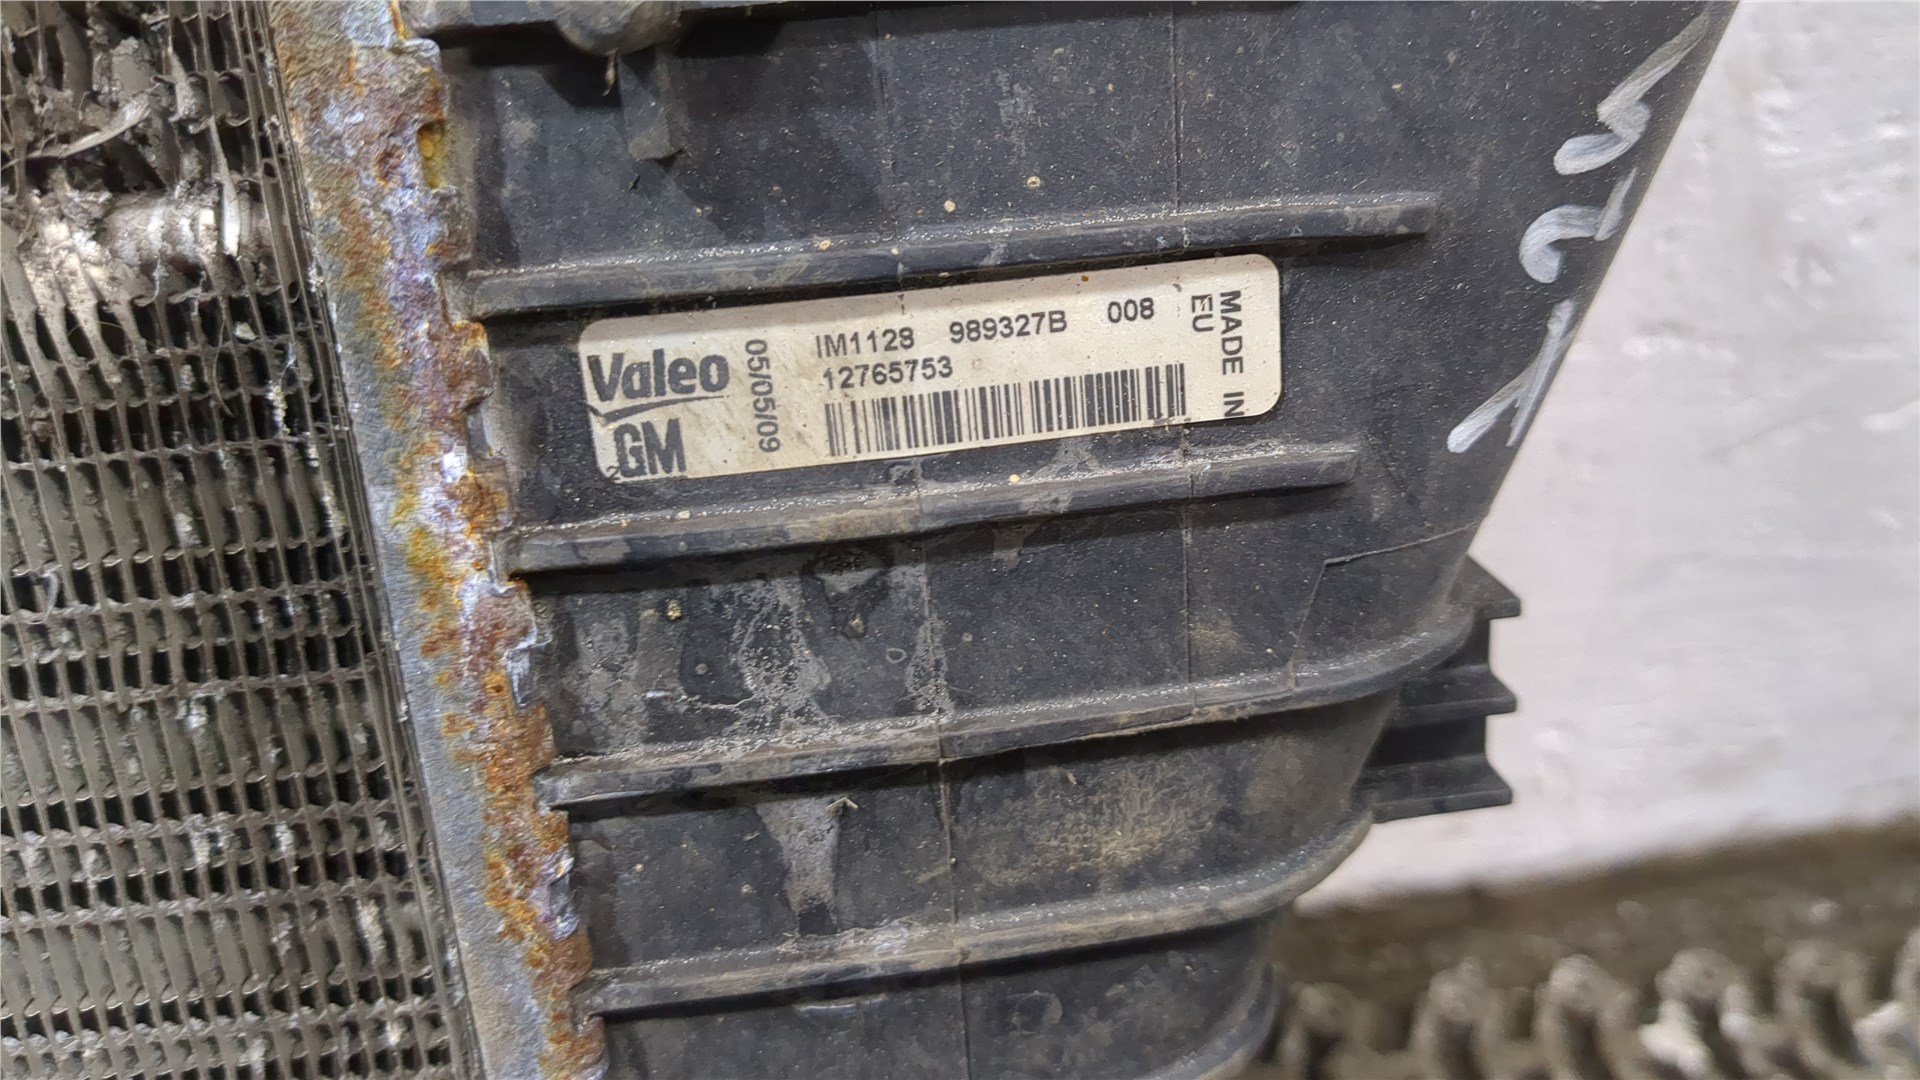 Valeo
GM
05/05/09
IM1128 989327B 008
12765753
MADE IN
EU